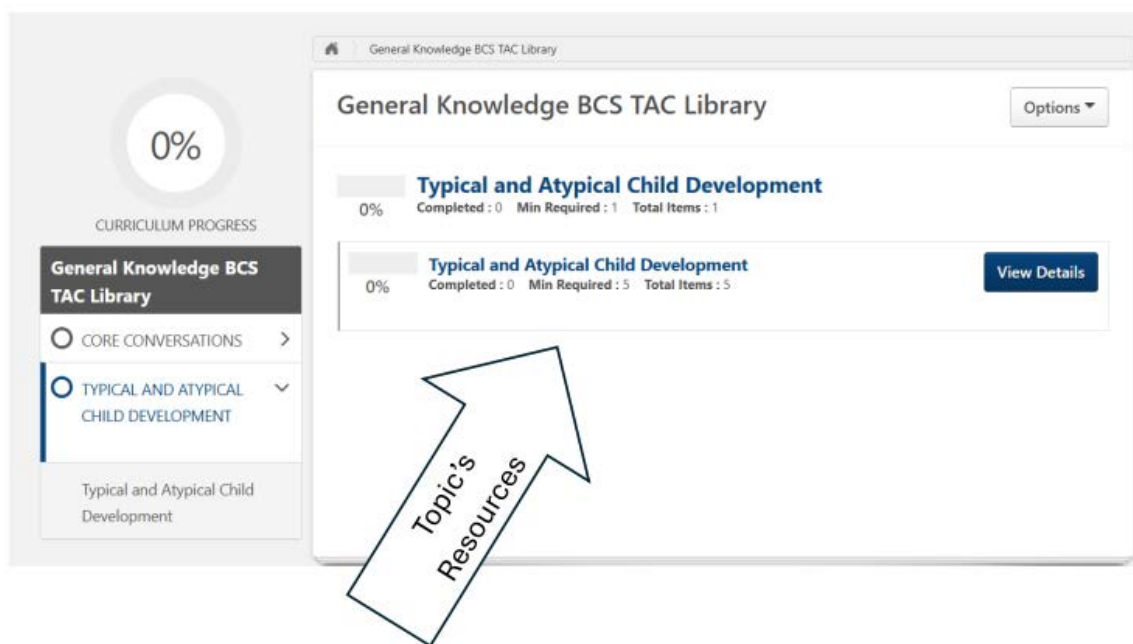 General Knowledge BCS TAC Library
0%
CURRICULUM PROGRESS
General Knowledge BCS
TAC Library
CORE CONVERSATIONS
TYPICAL AND ATYPICAL
CHILD DEVELOPMENT
Typical and Atypical Child
Development
General Knowledge BCS TAC Library
Options
Typical and Atypical Child Development
0%
Completed : 0 Min Required : 1 Total Items : 1
Typical and Atypical Child Development
0%
Completed : 0 Min Required : 5 Total Items : 5
View Details
Topic's
Resources